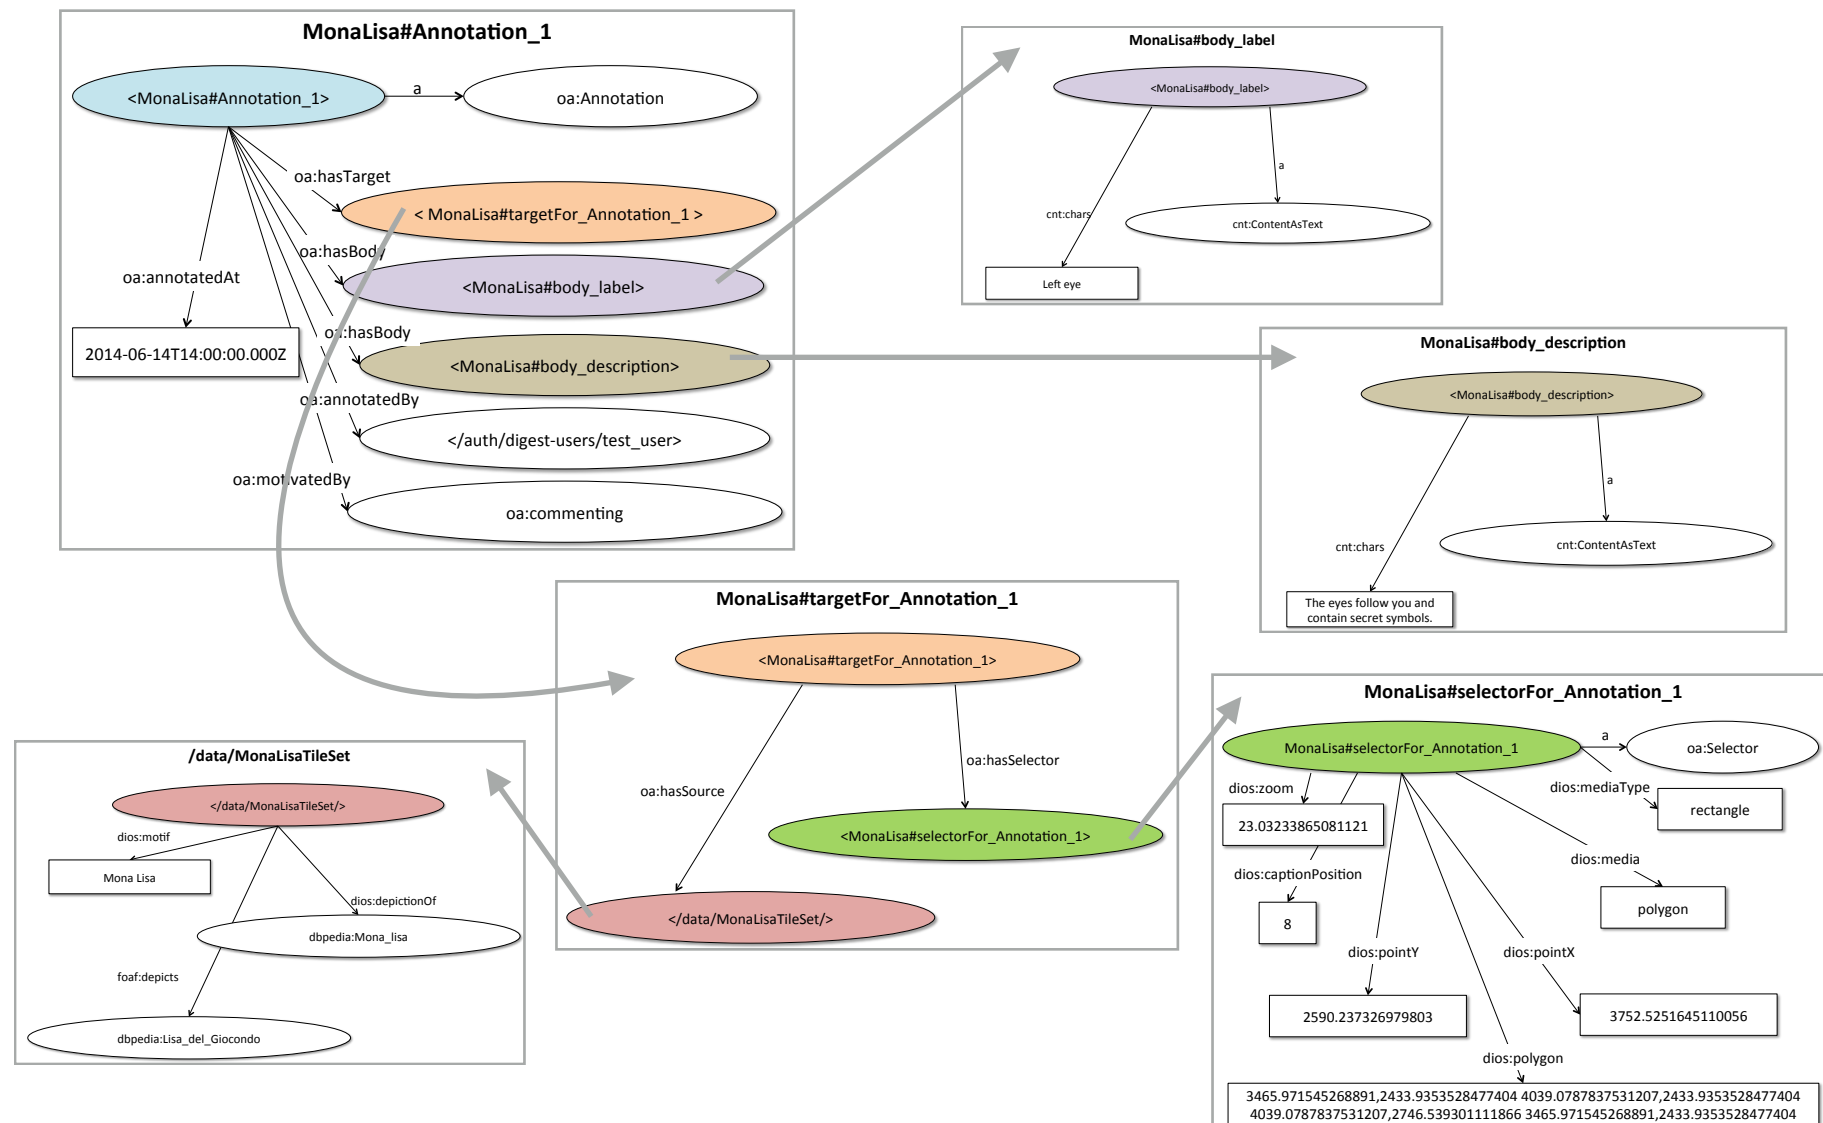 MonaLisa#Annotation_1
<MonaLisa#Annotation_1>
a
oa:Annotation
oa:hasTarget
< MonaLisa#targetFor_Annotation_1 >
oa:hasBody
oa:annotatedAt
<MonaLisa#body_label>
oa:hasBody
2014-06-14T14:00:00.000Z
<MonaLisa#body_description>
oa:annotatedBy
</auth/digest-users/test_user>
oa:motivatedBy
oa:commenting
MonaLisa#body_label
<MonaLisa#body_label>
a
cnt:chars
cnt:ContentAsText
Left eye
MonaLisa#body_description
<MonaLisa#body_description>
a
cnt:chars
cnt:ContentAsText
The eyes follow you and
contain secret symbols.
MonaLisa#targetFor_Annotation_1
<MonaLisa#targetFor_Annotation_1>
oa:hasSelector
oa:hasSource
<MonaLisa#selectorFor_Annotation_1>
</data/MonaLisaTileSet/>
/data/MonaLisaTileSet
</data/MonaLisaTileSet/>
dios:motif
Mona Lisa
dios:depictionOf
dbpedia:Mona_lisa
foaf:depicts
dbpedia:Lisa_del_Giocondo
MonaLisa#selectorFor_Annotation_1
MonaLisa#selectorFor_Annotation_1
a
oa:Selector
dios:zoom
dios:mediaType
23.03233865081121
rectangle
dios:captionPosition
dios:media
8
polygon
dios:pointY
dios:pointX
2590.237326979803
3752.5251645110056
dios:polygon
3465.971545268891,2433.9353528477404 4039.0787837531207,2433.9353528477404
4039.0787837531207,2746.539301111866 3465.971545268891,2433.9353528477404